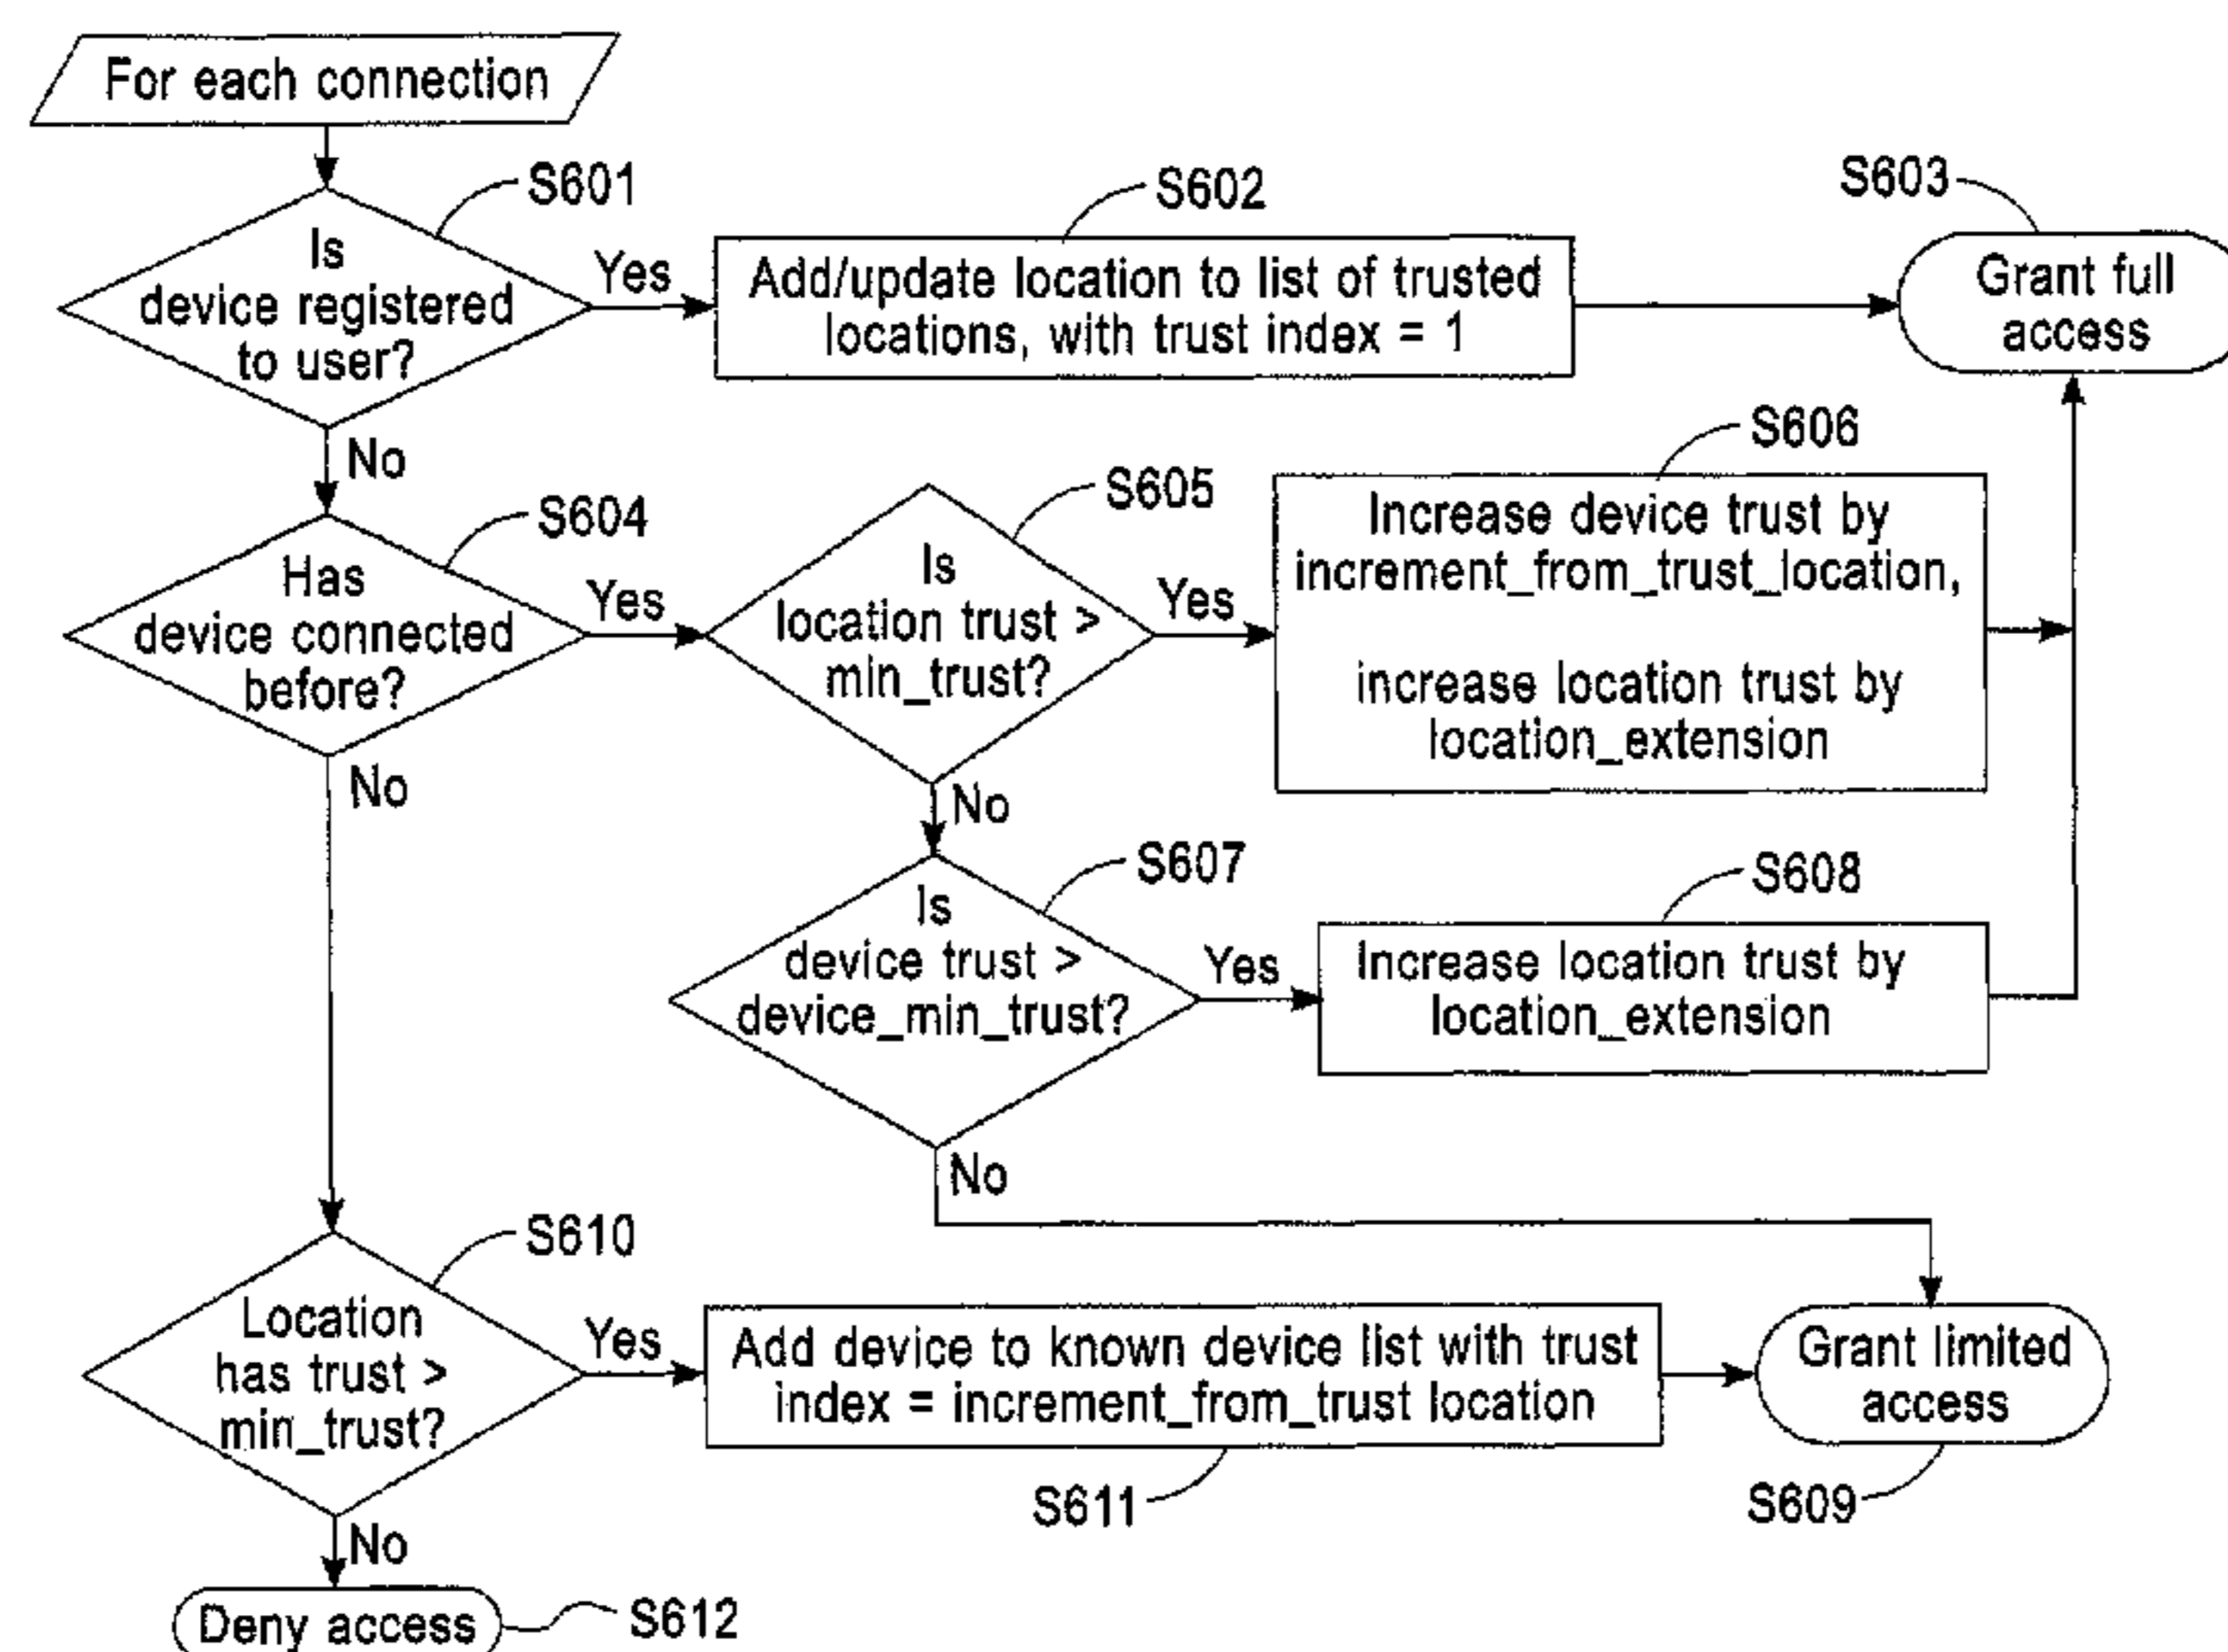 For each connection
S601
Is
device registered
to user?
Yes
S602
Add/update location to list of trusted
locations, with trust index = 1
S603
Grant full
access
No
S604
Has
device connected
before?
Yes
S605
Is
location trust >
min_trust?
Yes
S606
Increase device trust by
increment_from_trust_location,
increase location trust by
location_extension
No
No
S607
Is
device trust >
device_min_trust?
Yes
S608
Increase location trust by
location_extension
No
S610
Location
has trust >
min_trust?
Yes
Add device to known device list with trust
index = increment_from_trust location
S611
Grant limited
access
S609
No
Deny access
S612